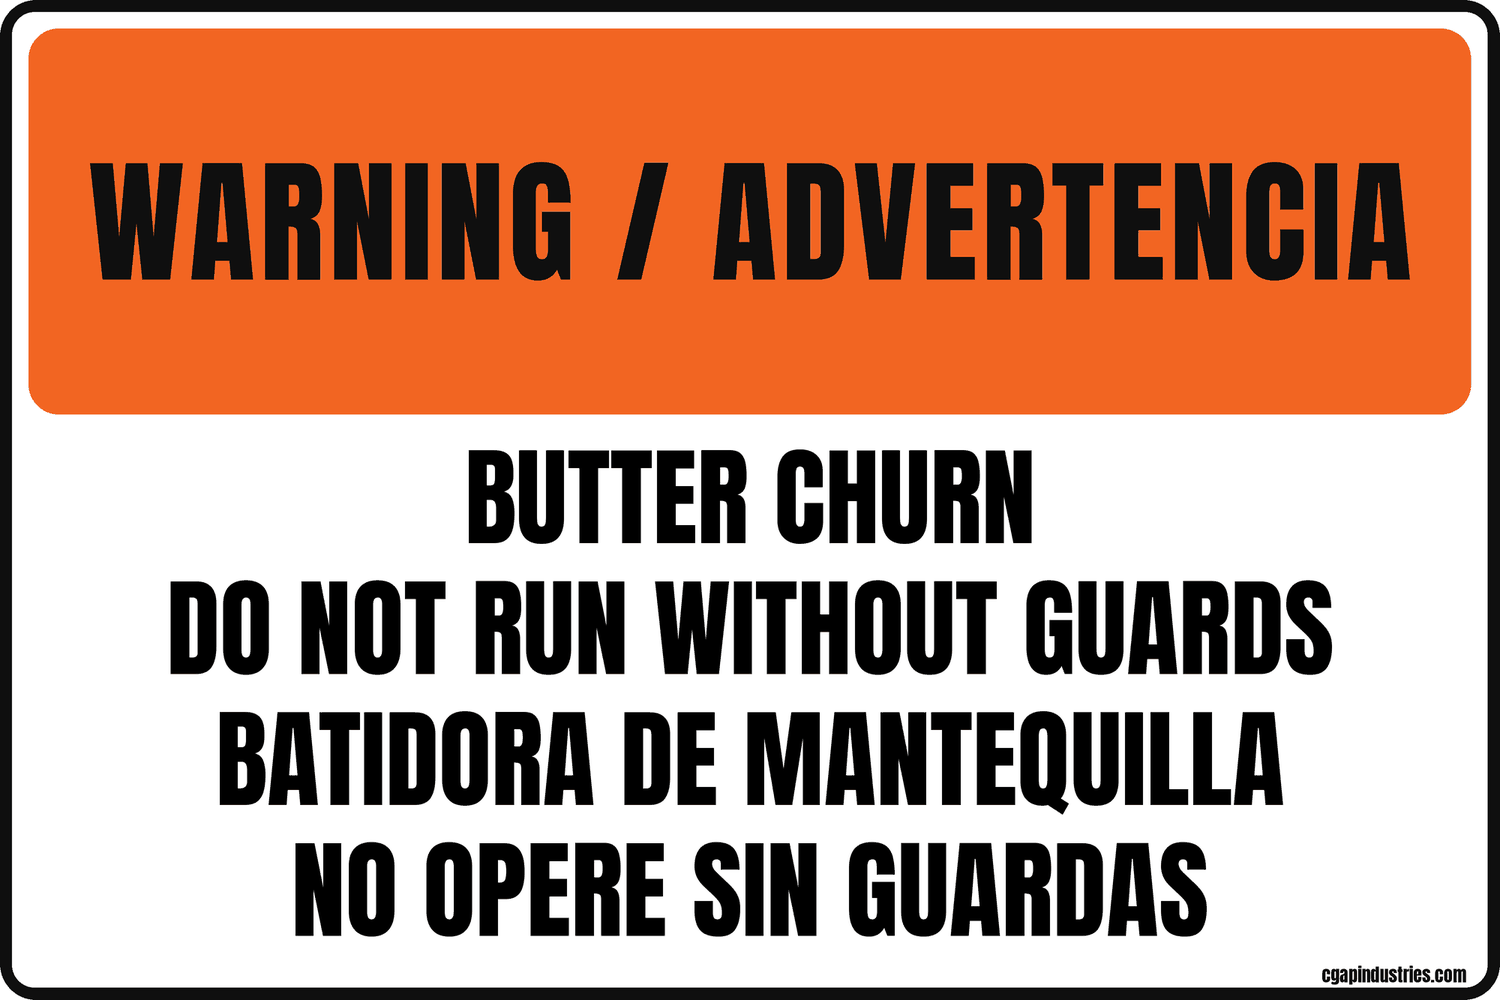 WARNING / ADVERTENCIA
BUTTER CHURN
DO NOT RUN WITHOUT GUARDS
BATIDORA DE MANTEQUILLA
NO OPERE SIN GUARDAS
cgapindustries.com